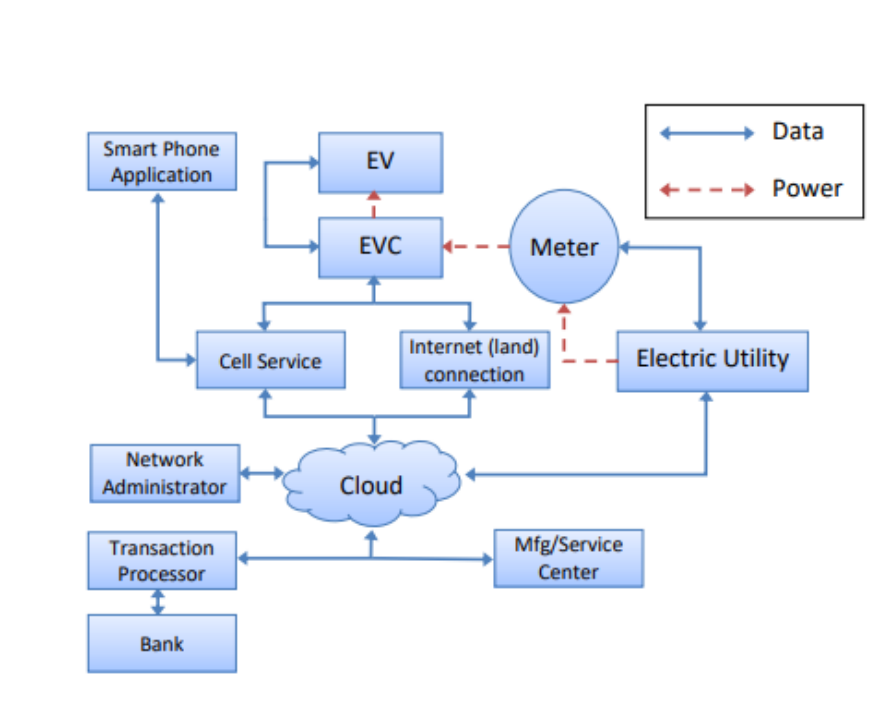 Data
Power
Smart Phone
Application
EV
EVC
Meter
Cell Service
Internet (land)
connection
Electric Utility
Network
Administrator
Cloud
Transaction
Processor
Mfg/Service
Center
Bank